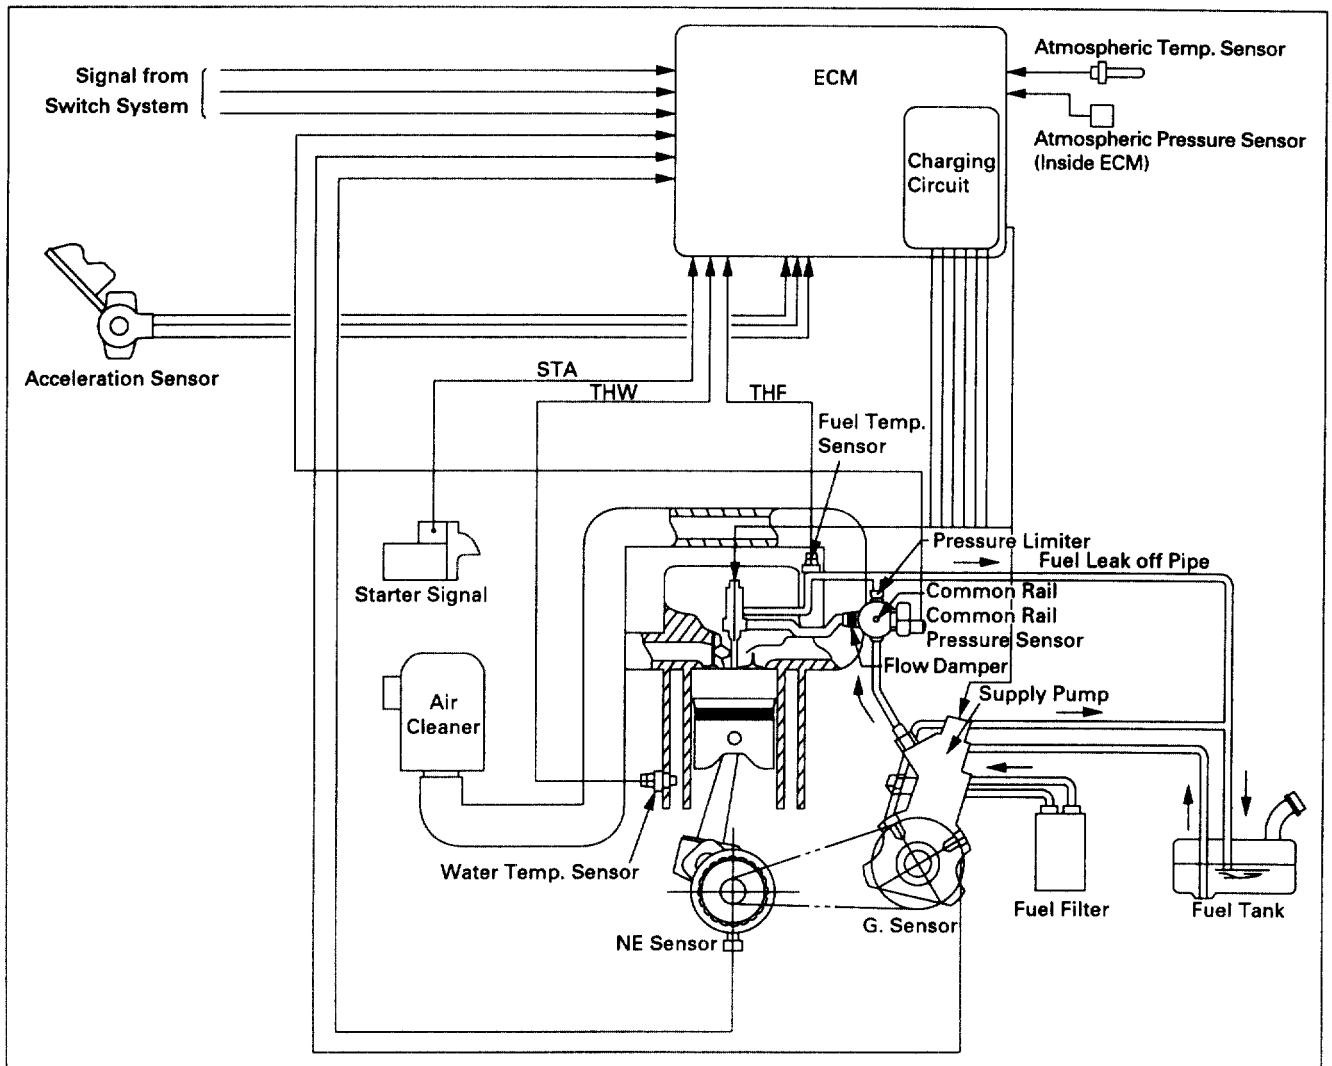 Signal from
Switch System
ECM
Atmospheric Temp. Sensor
Atmospheric Pressure Sensor
(Inside ECM)
Charging
Circuit
Acceleration Sensor
STA
THW
THF
Fuel Temp.
Sensor
Starter Signal
Pressure Limiter
Fuel Leak off Pipe
Common Rail
Common Rail
Pressure Sensor
Flow Damper
Supply Pump
Air
Cleaner
Water Temp. Sensor
NE Sensor
G. Sensor
Fuel Filter
Fuel Tank